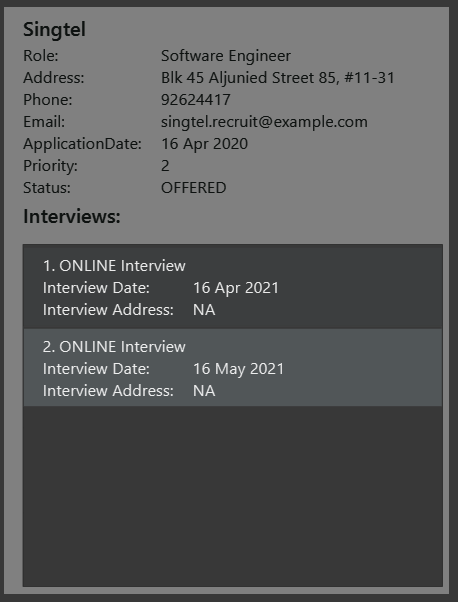 Singtel
Role: Software Engineer
Address: Blk 45 Aljunied Street 85, #11-31
Phone: 92624417
Email: singtel.recruit@example.com
ApplicationDate: 16 Apr 2020
Priority: 2
Status: OFFERED
Interviews:
1. ONLINE Interview
Interview Date: 16 Apr 2021
Interview Address: NA
2. ONLINE Interview
Interview Date: 16 May 2021
Interview Address: NA